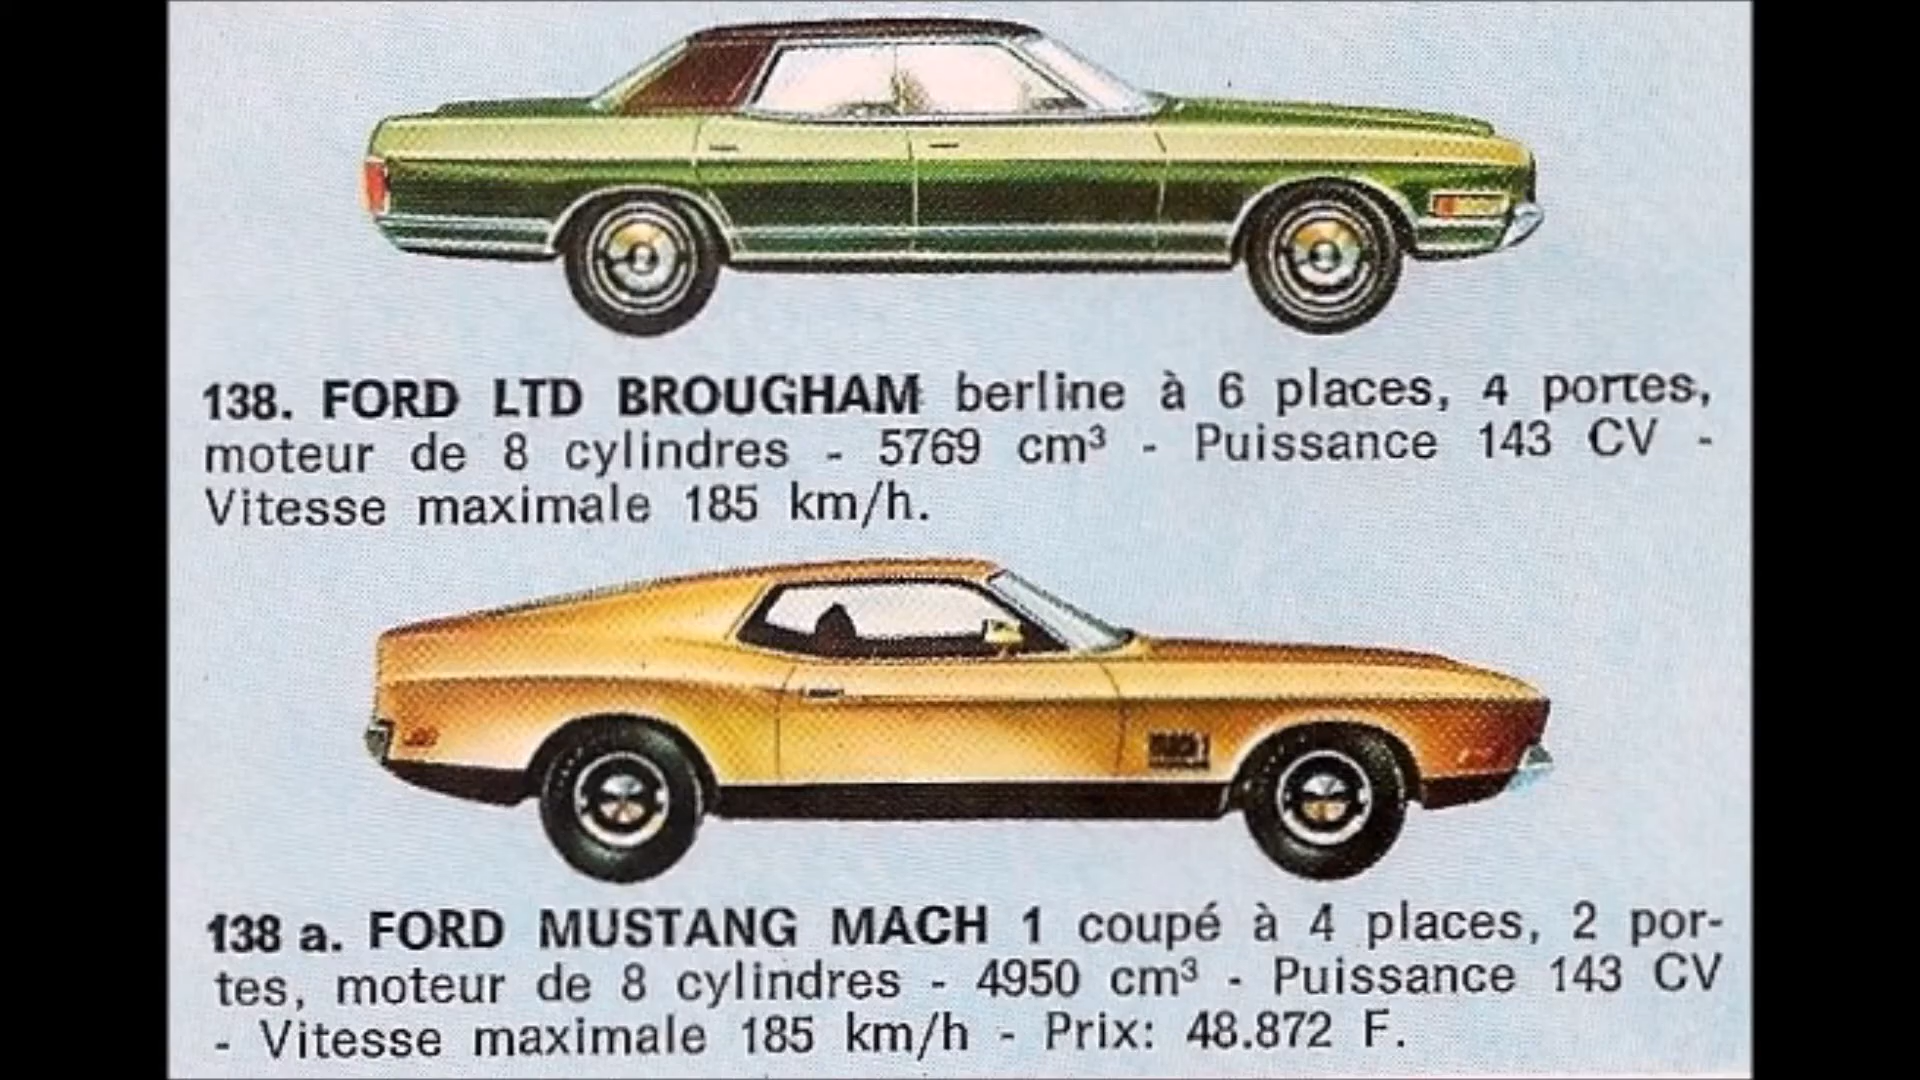 138. FORD LTD BROUGHAM berline à 6 places, 4 portes,
moteur de 8 cylindres - 5769 cm³ - Puissance 143 CV -
Vitesse maximale 185 km/h.
138 a. FORD MUSTANG MACH 1 coupé à 4 places, 2 por-
tes, moteur de 8 cylindres - 4950 cm³ - Puissance 143 CV
- Vitesse maximale 185 km/h - Prix: 48.872 F.